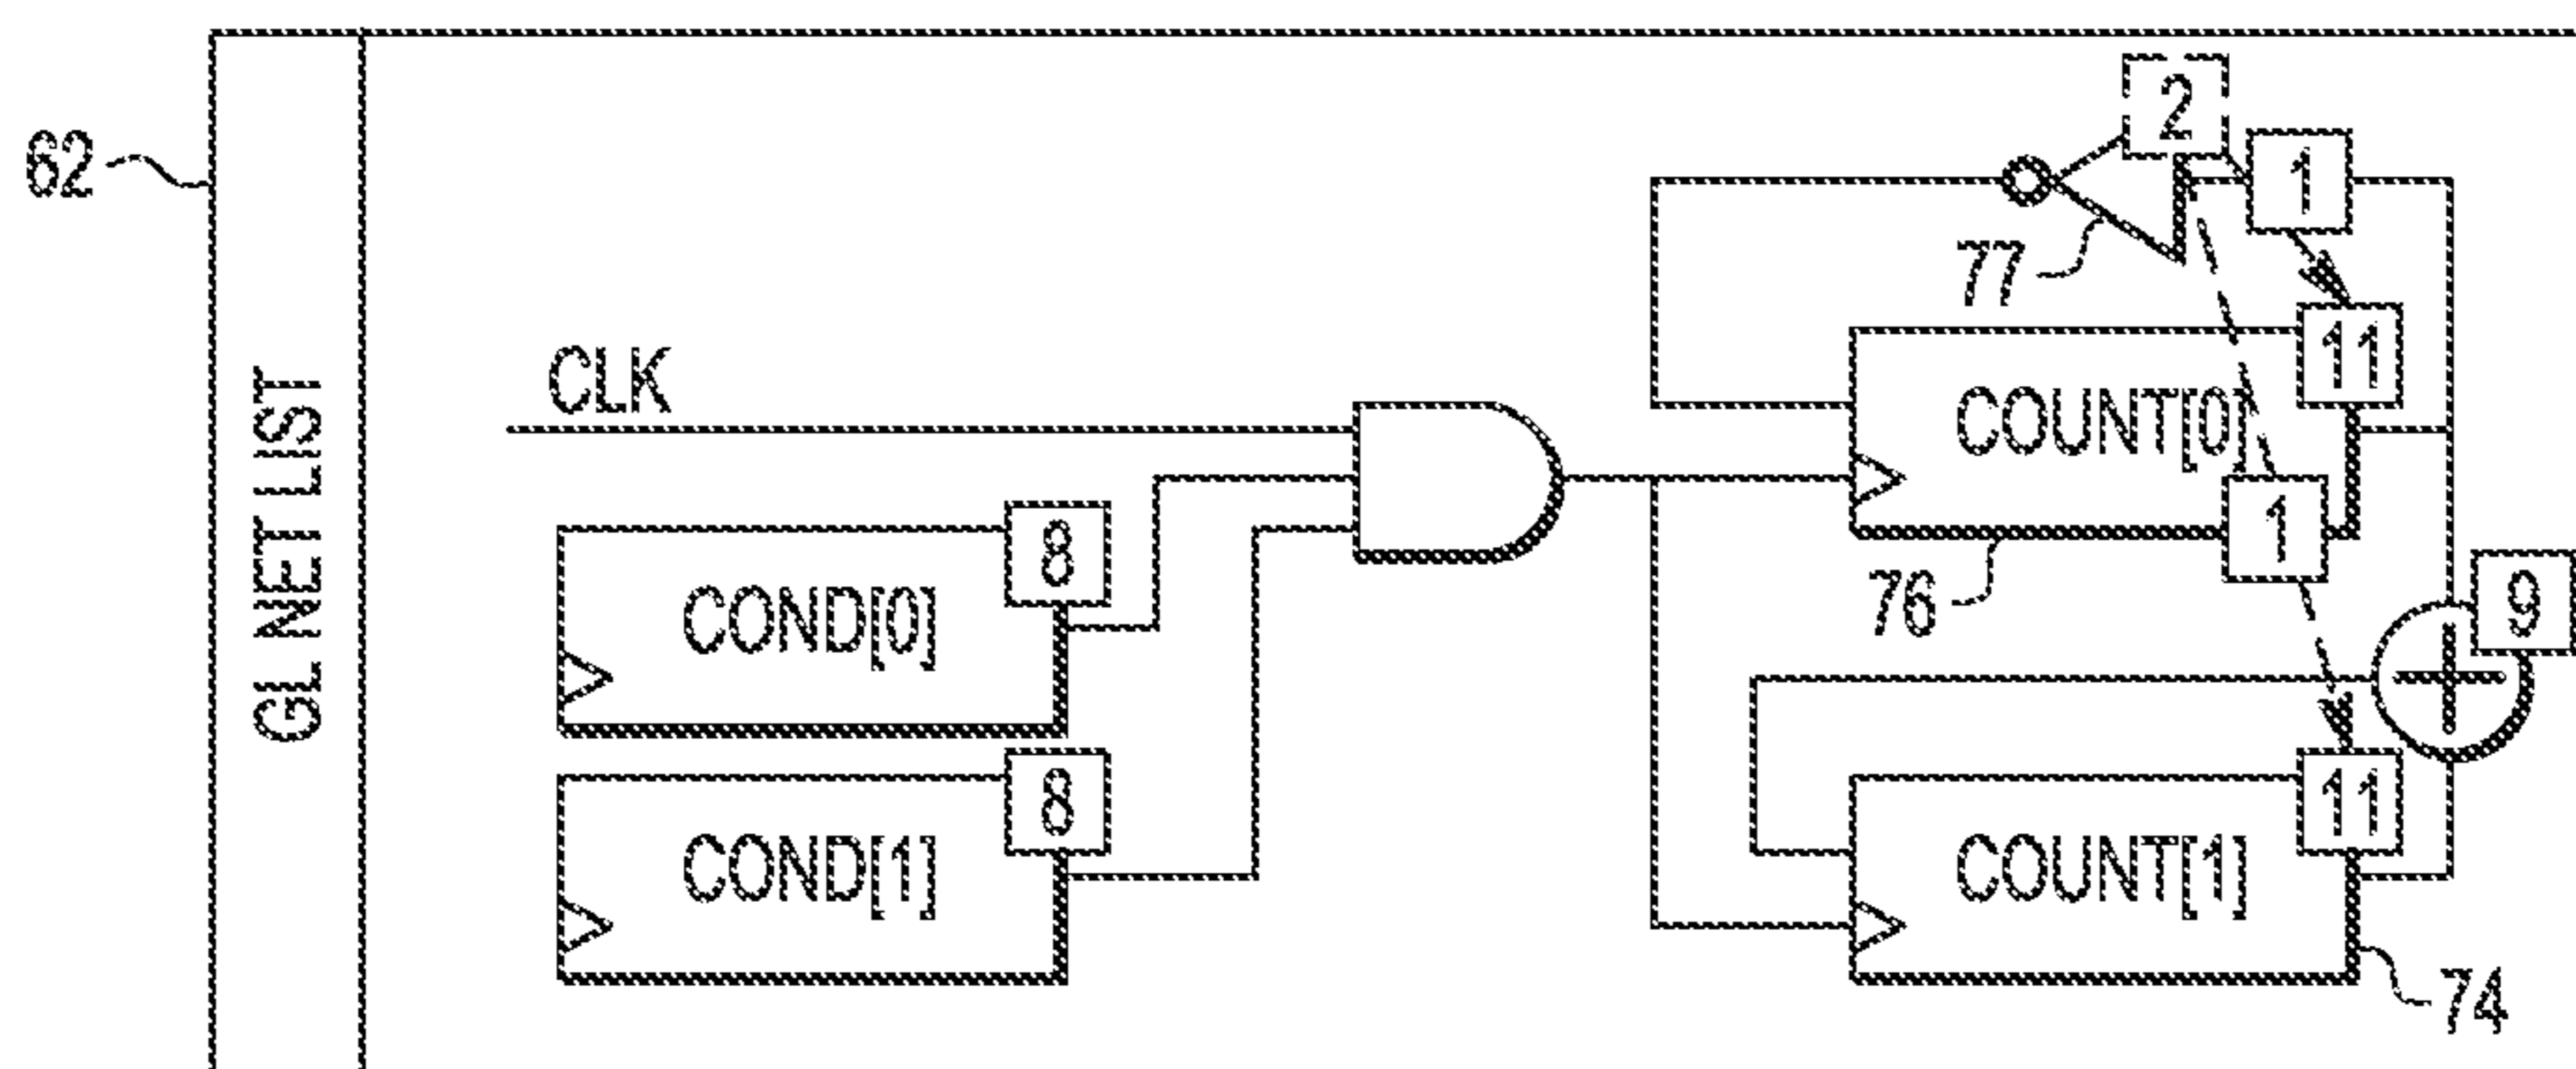 62
GL NET LIST
2
1
77
CLK
11
COUNT[0]
1
76
8
COND[0]
9
8
COND[1]
11
COUNT[1]
74